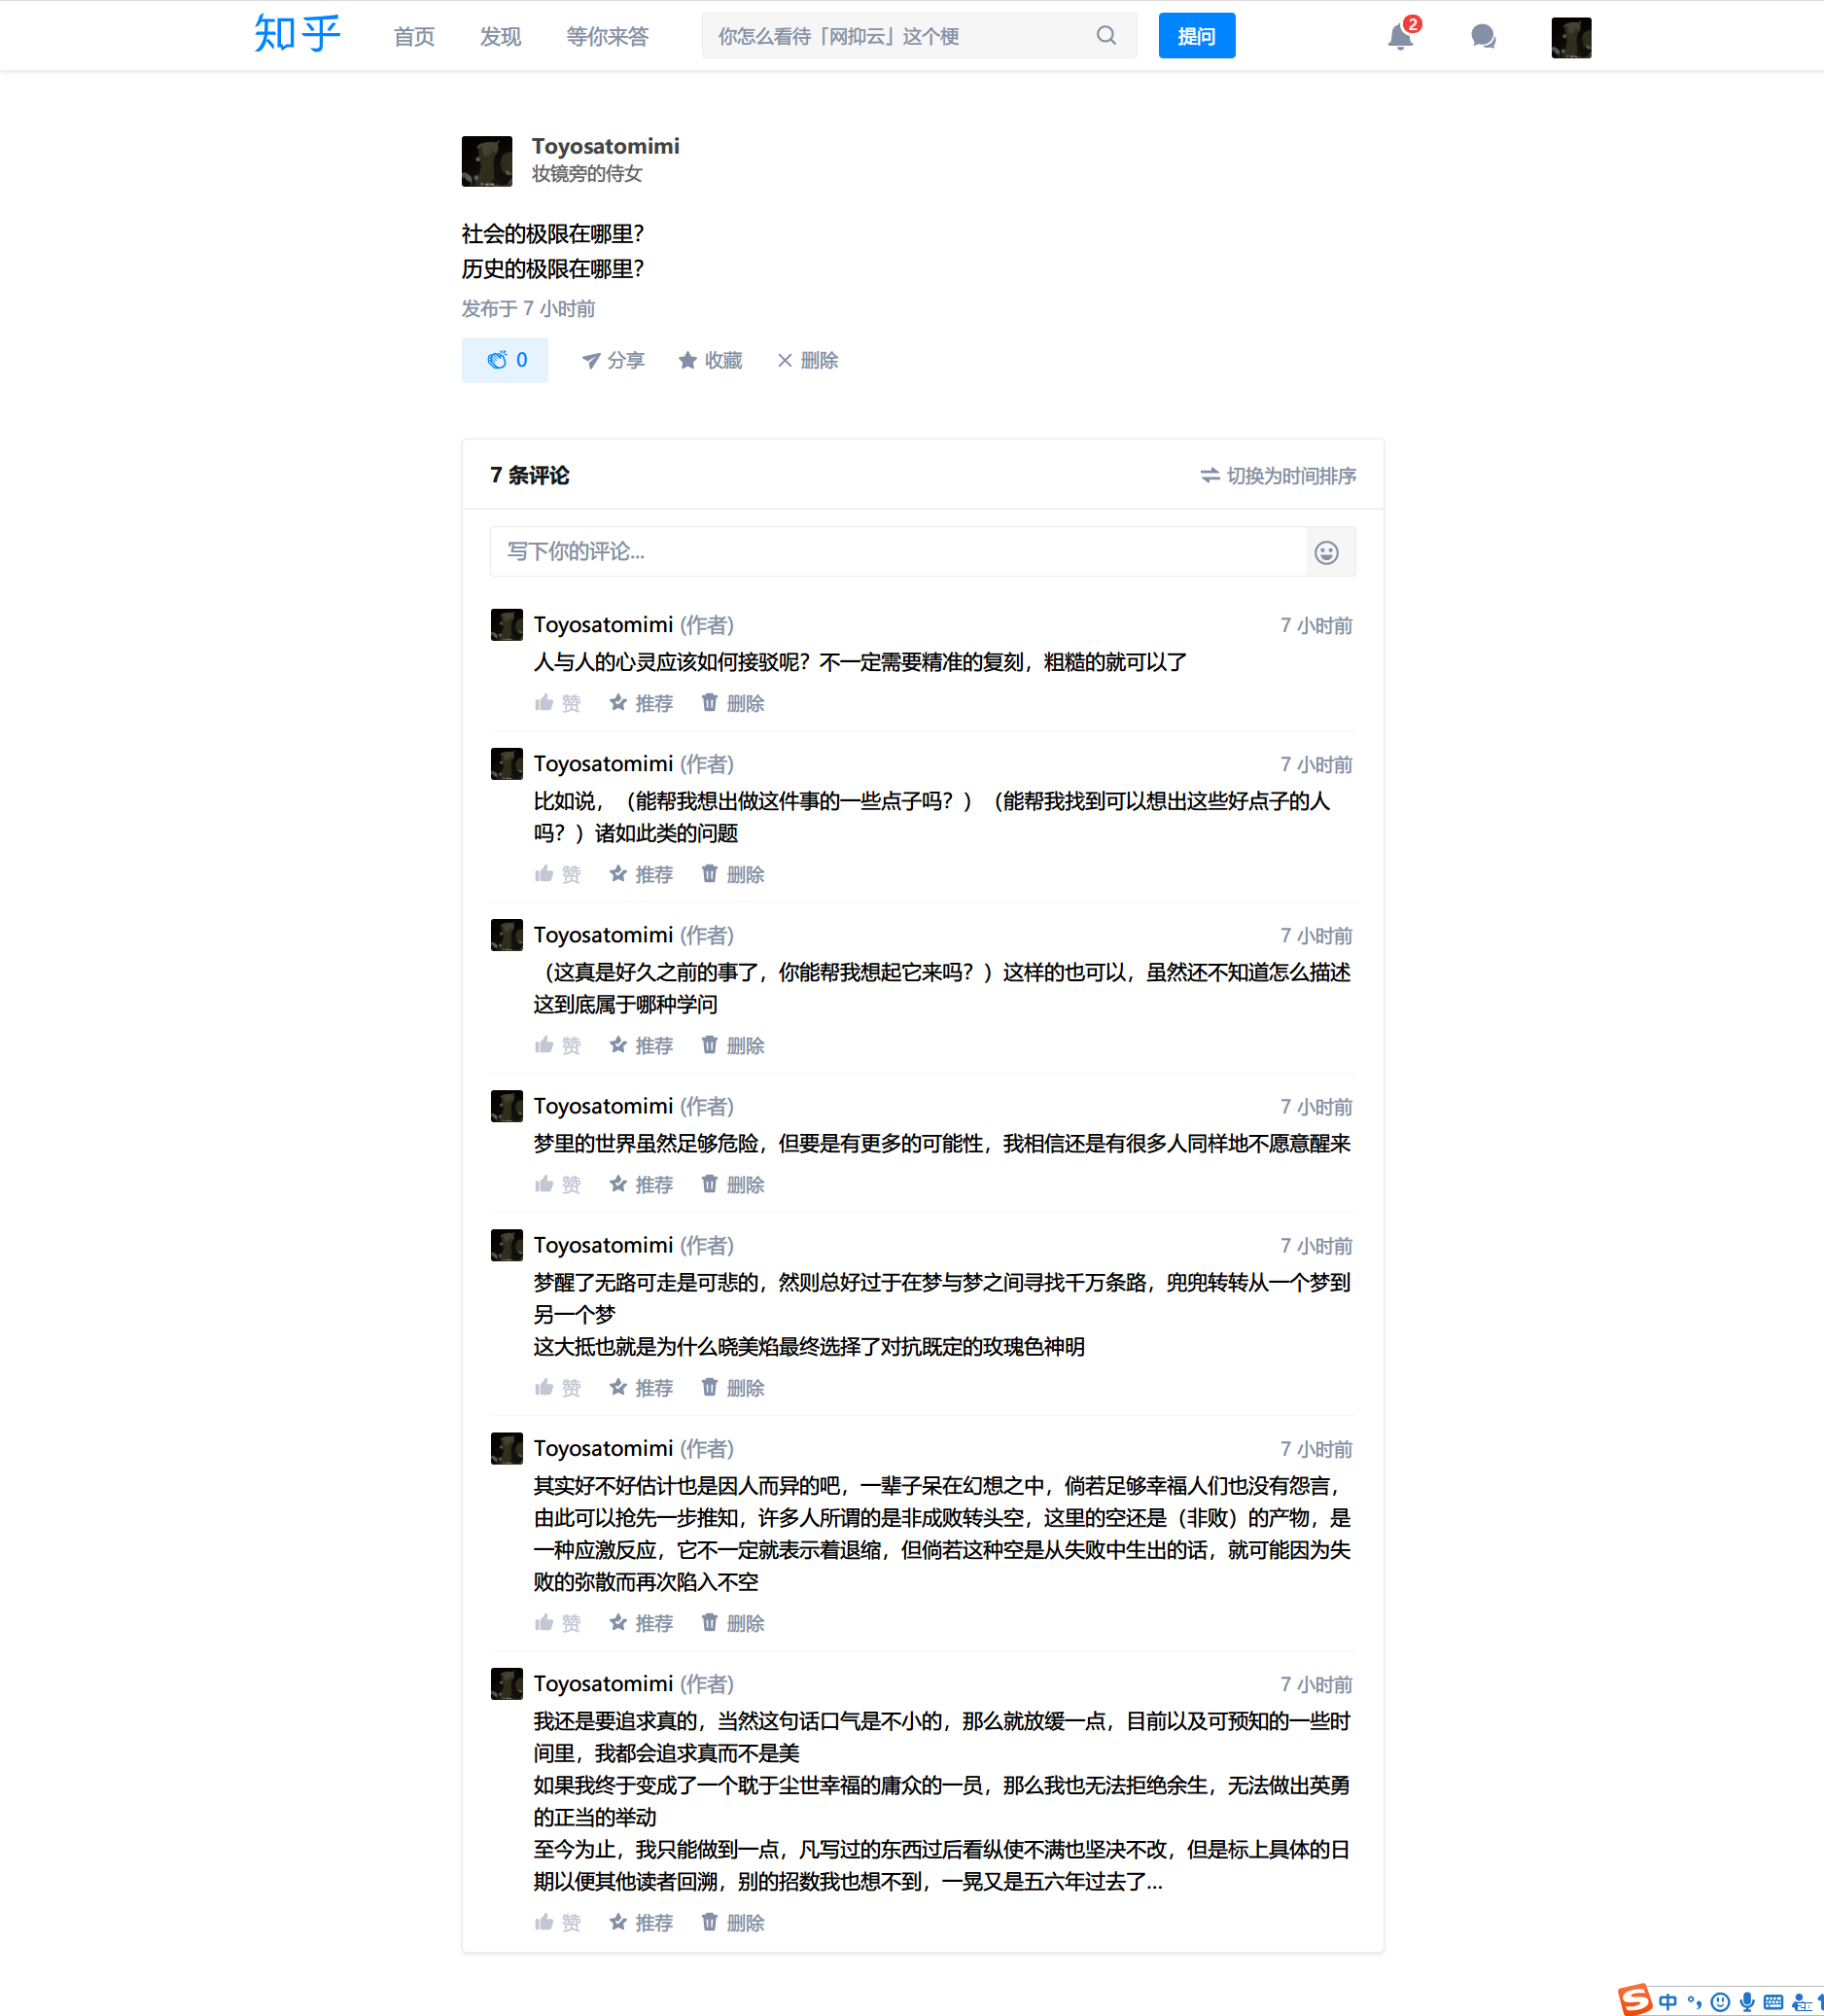 知乎 首页 发现 等你来答 你怎么看待「网抑云」这个梗 提问 2
Toyosatomimi
妆镜旁的侍女
社会的极限在哪里？
历史的极限在哪里？
发布于 7 小时前
0 分享 收藏 删除
7 条评论 切换为时间排序
写下你的评论...
Toyosatomimi (作者) 7 小时前
人与人的心灵应该如何接驳呢？不一定需要精准的复刻，粗糙的就可以了
赞 推荐 删除
Toyosatomimi (作者) 7 小时前
比如说，（能帮我想出做这件事的一些点子吗？）（能帮我找到可以想出这些好点子的人
吗？）诸如此类的问题
赞 推荐 删除
Toyosatomimi (作者) 7 小时前
（这真是好久之前的事了，你能帮我想起它来吗？）这样的也可以，虽然还不知道怎么描述
这到底属于哪种学问
赞 推荐 删除
Toyosatomimi (作者) 7 小时前
梦里的世界虽然足够危险，但要是有更多的可能性，我相信还是有很多人同样地不愿意醒来
赞 推荐 删除
Toyosatomimi (作者) 7 小时前
梦醒了无路可走是可悲的，然则总好过于在梦与梦之间寻找千万条路，兜兜转转从一个梦到
另一个梦
这大抵也就是为什么晓美焰最终选择了对抗既定的玫瑰色神明
赞 推荐 删除
Toyosatomimi (作者) 7 小时前
其实好不好估计也是因人而异的吧，一辈子呆在幻想之中，倘若足够幸福人们也没有怨言，
由此可以抢先一步推知，许多人所谓的是非成败转头空，这里的空还是（非败）的产物，是
一种应激反应，它不一定就表示着退缩，但倘若这种空是从失败中生出的话，就可能因为失
败的弥散而再次陷入不空
赞 推荐 删除
Toyosatomimi (作者) 7 小时前
我还是要追求真的，当然这句话口气是不小的，那么就放缓一点，目前以及可预知的一些时
间里，我都会追求真而不是美
如果我终于变成了一个耽于尘世幸福的庸众的一员，那么我也无法拒绝余生，无法做出英勇
的正当的举动
至今为止，我只能做到一点，凡写过的东西过后看纵使不满也坚决不改，但是标上具体的日
期以便其他读者回溯，别的招数我也想不到，一晃又是五六年过去了...
赞 推荐 删除
S 中